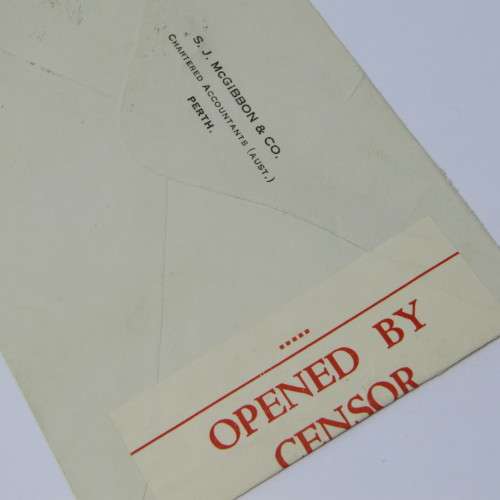 S. J. McGIBBON & CO.
CHARTERED ACCOUNTANTS (AUST.)
PERTH.
OPENED BY
CENSOR